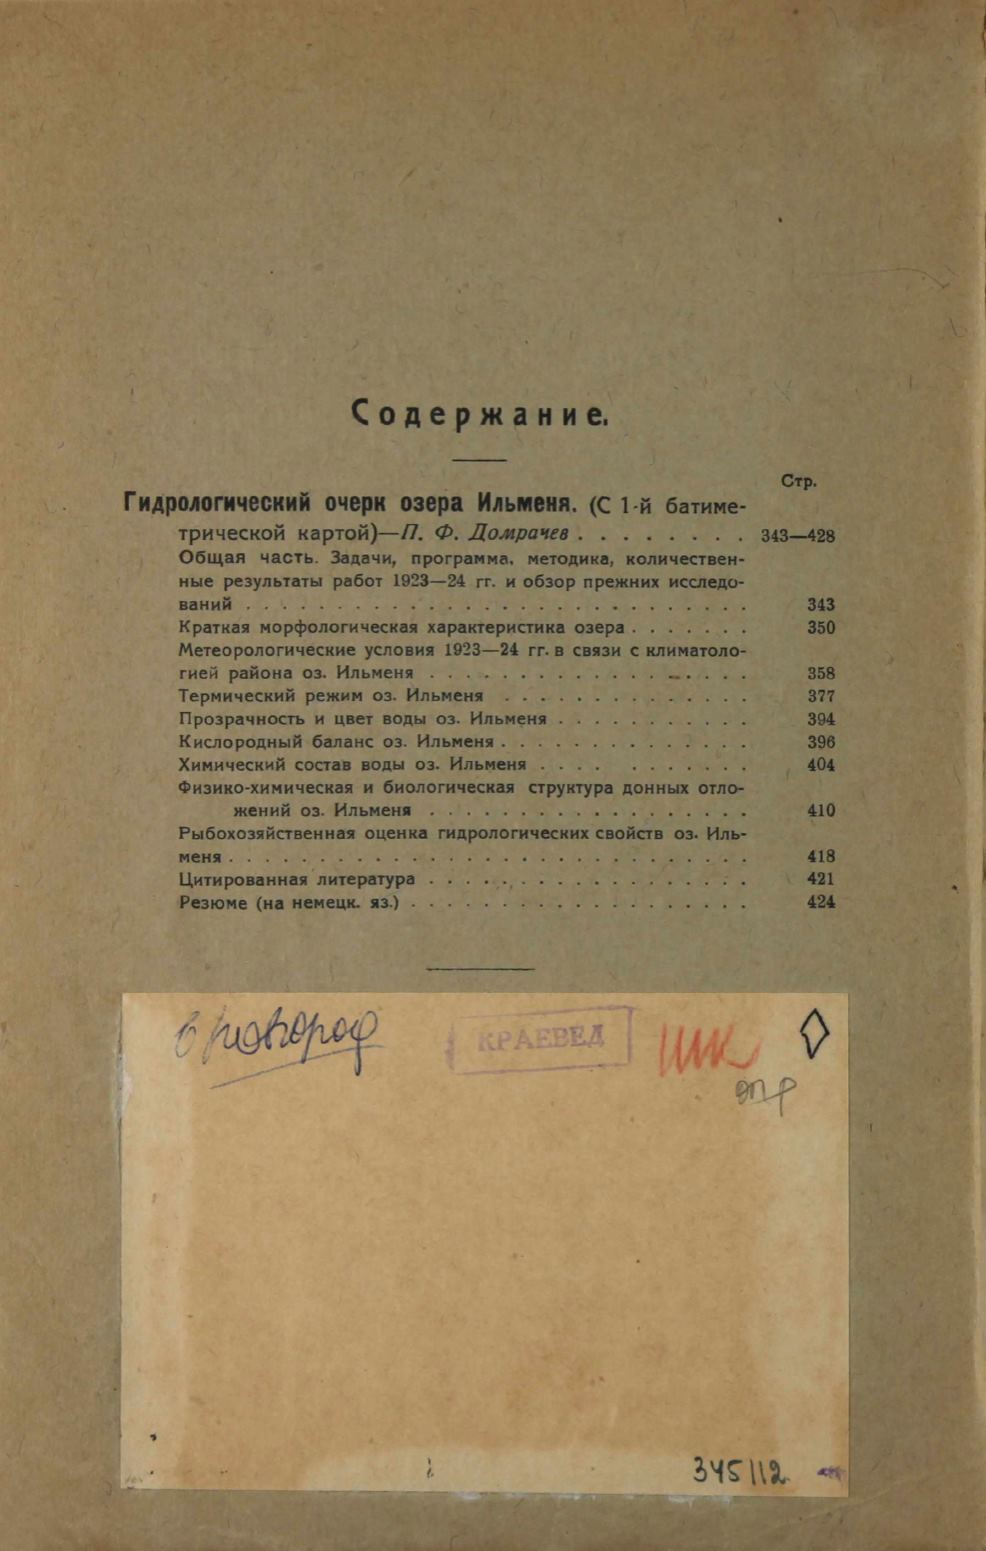 Содержание.
Стр.
Гидрологический очерк озера Ильменя. (С 1-й батиме-
трической картой)—П. Ф. Домрачев . . . . . . . . 343—428
Общая часть. Задачи, программа, методика, количествен-
ные результаты работ 1923—24 гг. и обзор прежних исследо-
ваний . . . . . . . . . . . . . . . . . . . . . . . . . . . . 343
Краткая морфологическая характеристика озера . . . . . . . 350
Метеорологические условия 1923—24 гг. в связи с климатоло-
гией района оз. Ильменя . . . . . . . . . . . . . . . . . . 358
Термический режим оз. Ильменя . . . . . . . . . . . . . . 377
Прозрачность и цвет воды оз. Ильменя . . . . . . . . . . . 394
Кислородный баланс оз. Ильменя . . . . . . . . . . . . . . 396
Химический состав воды оз. Ильменя . . . . . . . . . . . 404
Физико-химическая и биологическая структура донных отло-
жений оз. Ильменя . . . . . . . . . . . . . . . . . . 410
Рыбохозяйственная оценка гидрологических свойств оз. Иль-
меня . . . . . . . . . . . . . . . . . . . . . . . . . . . . . 418
Цитированная литература . . . . . . . . . . . . . . . . . . 421
Резюме (на немецк. яз.) . . . . . . . . . . . . . . . . . . . 424
КРАЕВЕД
345112